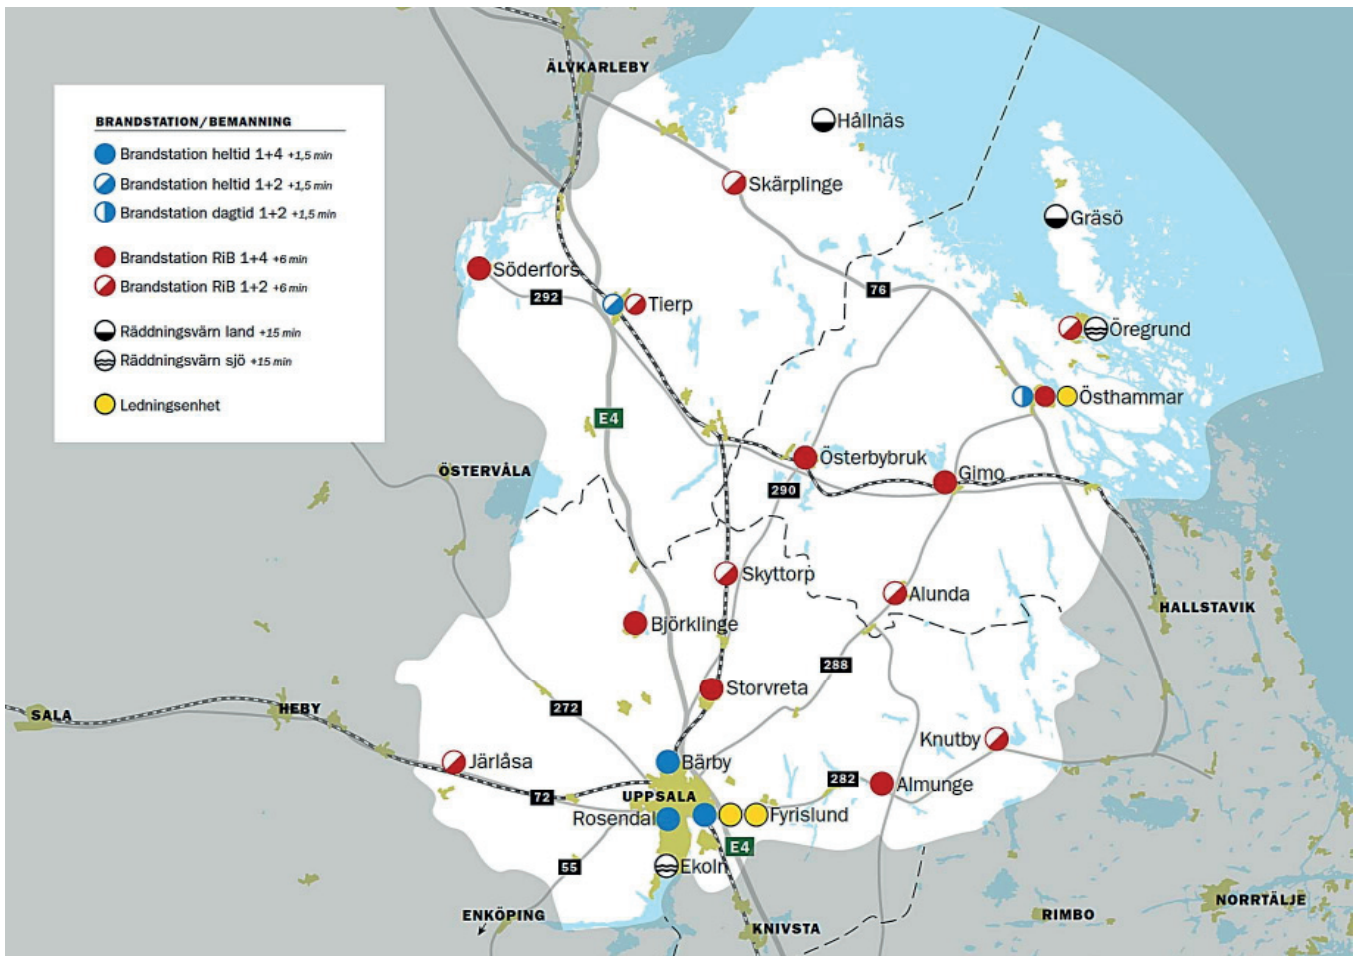 ÄLVKARLEBY
BRANDSTATION/BEMANNING
Brandstation heltid 1+4 +1,5 min
Brandstation heltid 1+2 +1,5 min
Brandstation dagtid 1+2 +1,5 min
Brandstation RiB 1+4 +6 min
Brandstation RiB 1+2 +6 min
Räddningsvärn land +15 min
Räddningsvärn sjö +15 min
Ledningsenhet
Hållnäs
Skärplinge
Gräsö
Söderfors
292
76
Tierp
Öregrund
Östhammar
E4
Österbybruk
ÖSTERVÅLA
Gimo
290
Skyttorp
Alunda
HALLSTAVIK
Björklinge
288
Storvreta
272
HEBY
SALA
Knutby
Järlåsa
Bärby
282
Almunge
72
UPPSALA
Rosendal
Fyrislund
E4
55
Ekoln
NORRTÄLJE
ENKÖPING
RIMBO
KNIVSTA